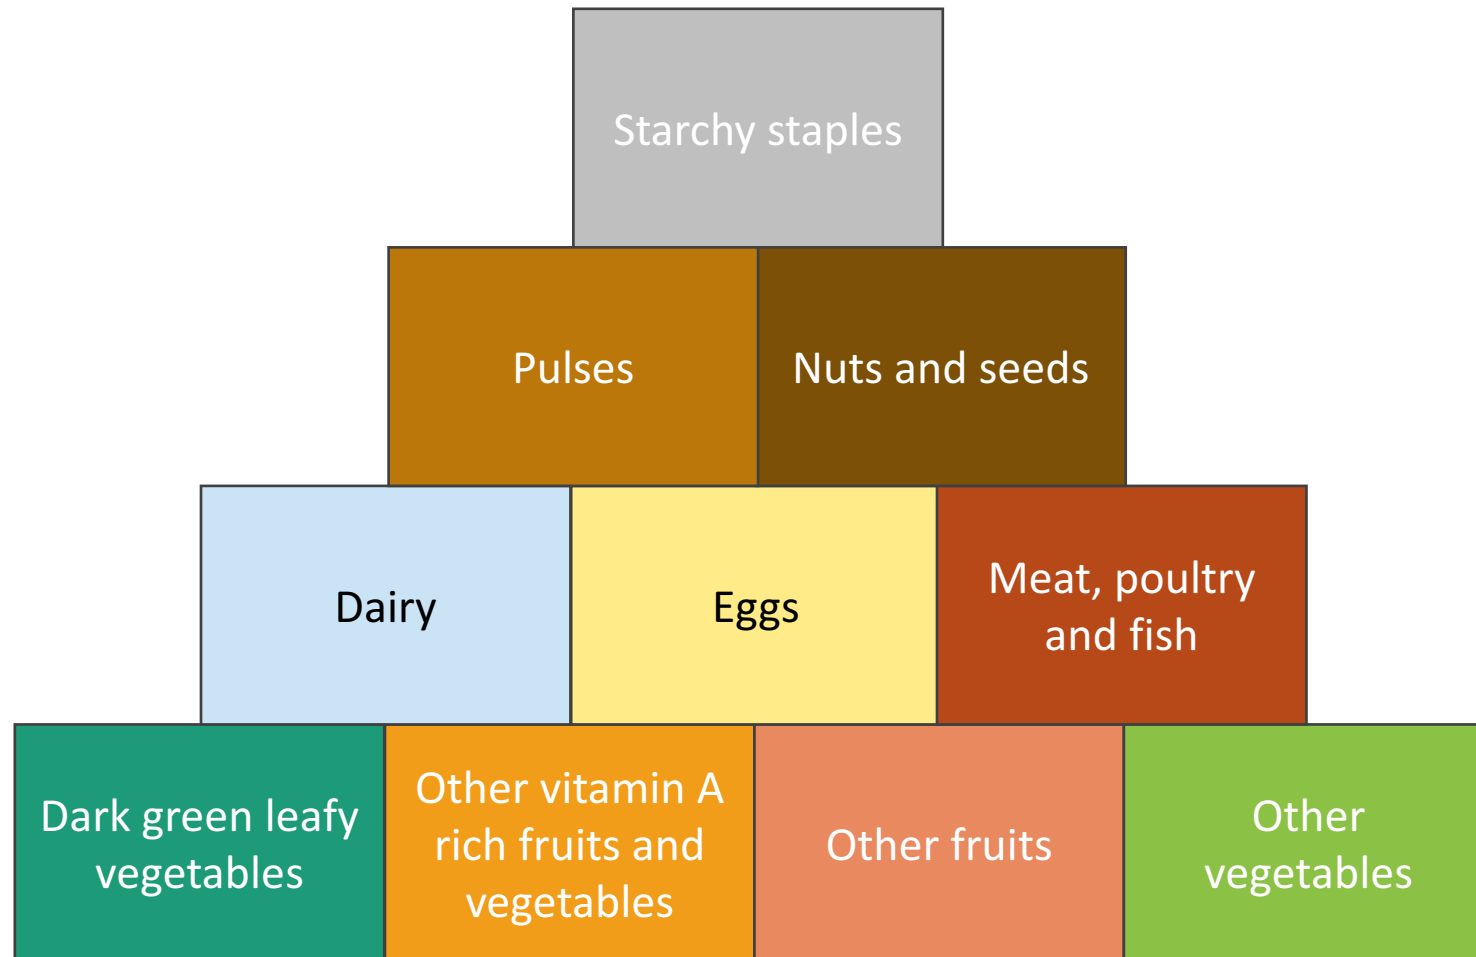 Starchy staples
Pulses
Nuts and seeds
Dairy
Eggs
Meat, poultry
and fish
Dark green leafy
vegetables
Other vitamin A
rich fruits and
vegetables
Other fruits
Other
vegetables